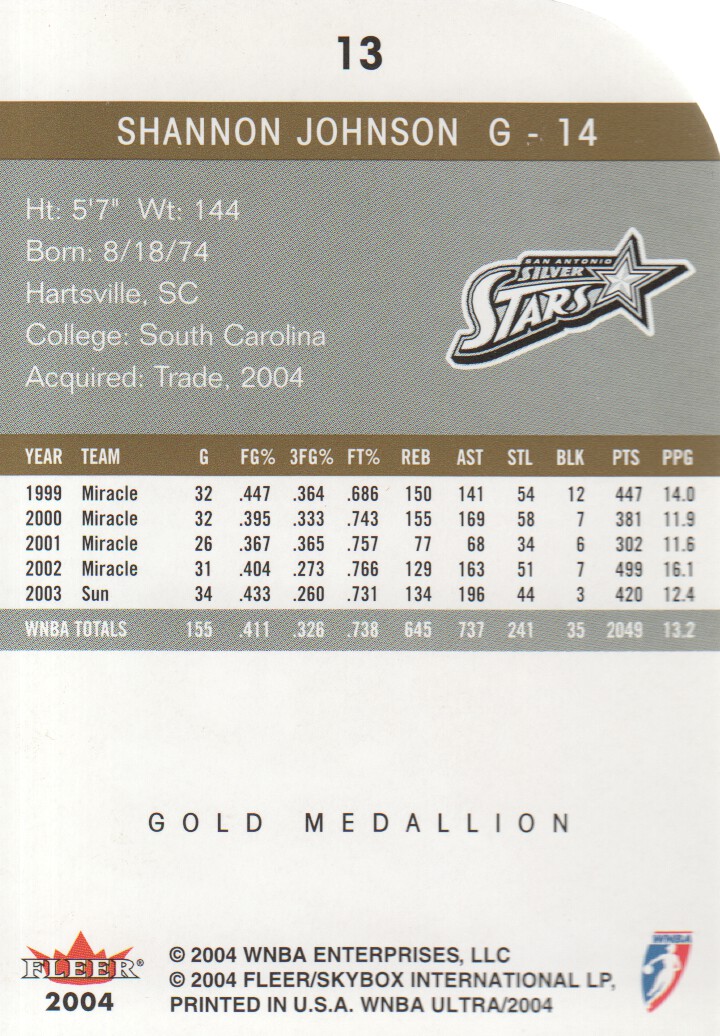 13
SHANNON JOHNSON G - 14
Ht: 5'7" Wt: 144
Born: 8/18/74
Hartsville, SC
College: South Carolina
Acquired: Trade, 2004
SAN ANTONIO
SILVER
STARS
YEAR TEAM G FG% 3FG% FT% REB AST STL BLK PTS PPG
1999 Miracle 32 .447 .364 .686 150 141 54 12 447 14.0
2000 Miracle 32 .395 .333 .743 155 169 58 7 381 11.9
2001 Miracle 26 .367 .365 .757 77 68 34 6 302 11.6
2002 Miracle 31 .404 .273 .766 129 163 51 7 499 16.1
2003 Sun 34 .433 .260 .731 134 196 44 3 420 12.4
WNBA TOTALS 155 .411 .326 .738 645 737 241 35 2049 13.2
GOLD MEDALLION
FLEER®
2004
© 2004 WNBA ENTERPRISES, LLC
© 2004 FLEER/SKYBOX INTERNATIONAL LP,
PRINTED IN U.S.A. WNBA ULTRA/2004
WNBA